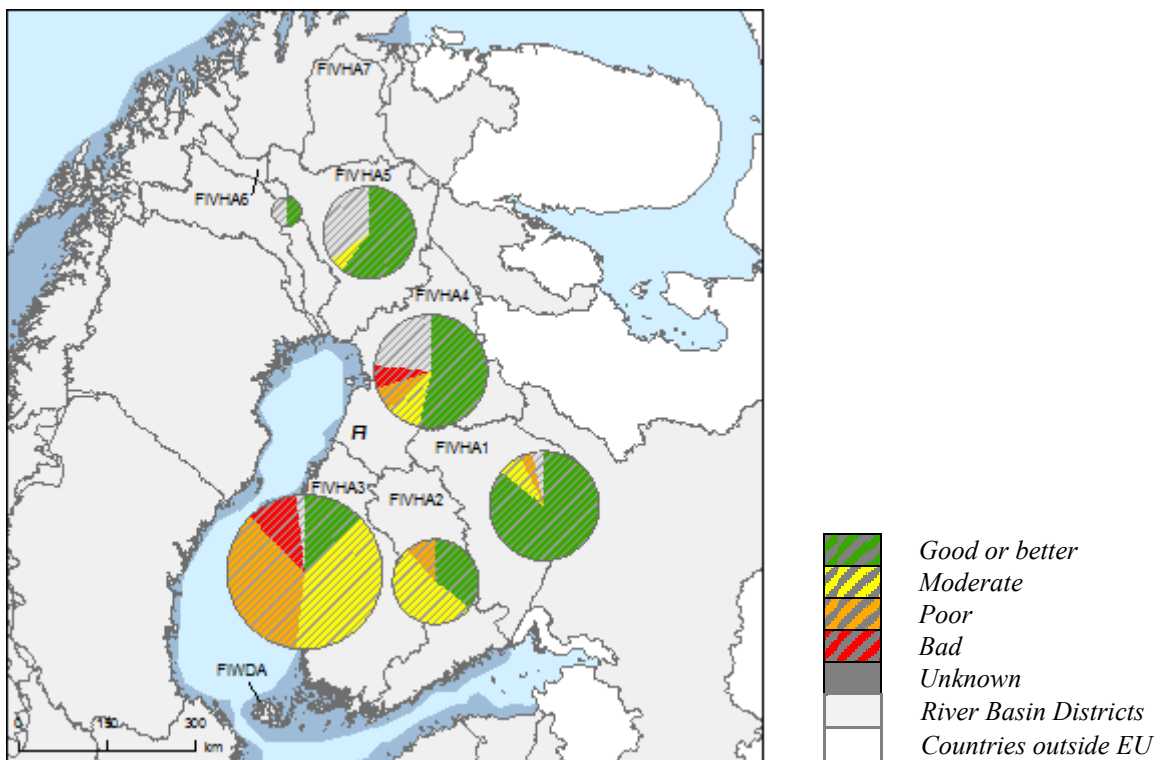 FIVHA7
FIVHA5
FIVHA6
FIVHA4
FI
FIVHA1
FIVHA3
FIVHA2
FIWDA
0 150 300
km
Good or better
Moderate
Poor
Bad
Unknown
River Basin Districts
Countries outside EU